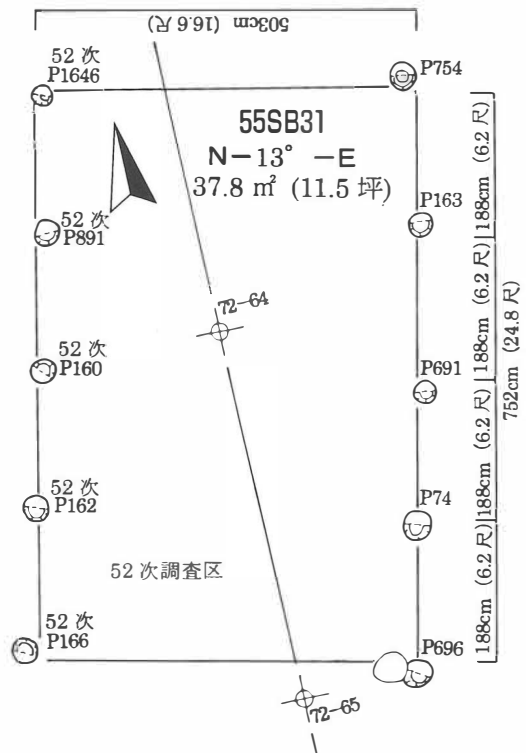 503cm (16.6尺)
52次
P1646
P754
55SB31
N−13° −E
37.8 ㎡ (11.5 坪)
188cm (6.2尺)
P163
52次
P891
72−64
188cm (6.2尺)
752cm (24.8尺)
52次
P160
P691
188cm (6.2尺)
52次
P162
P74
52次調査区
188cm (6.2尺)
52次
P166
P696
72−65